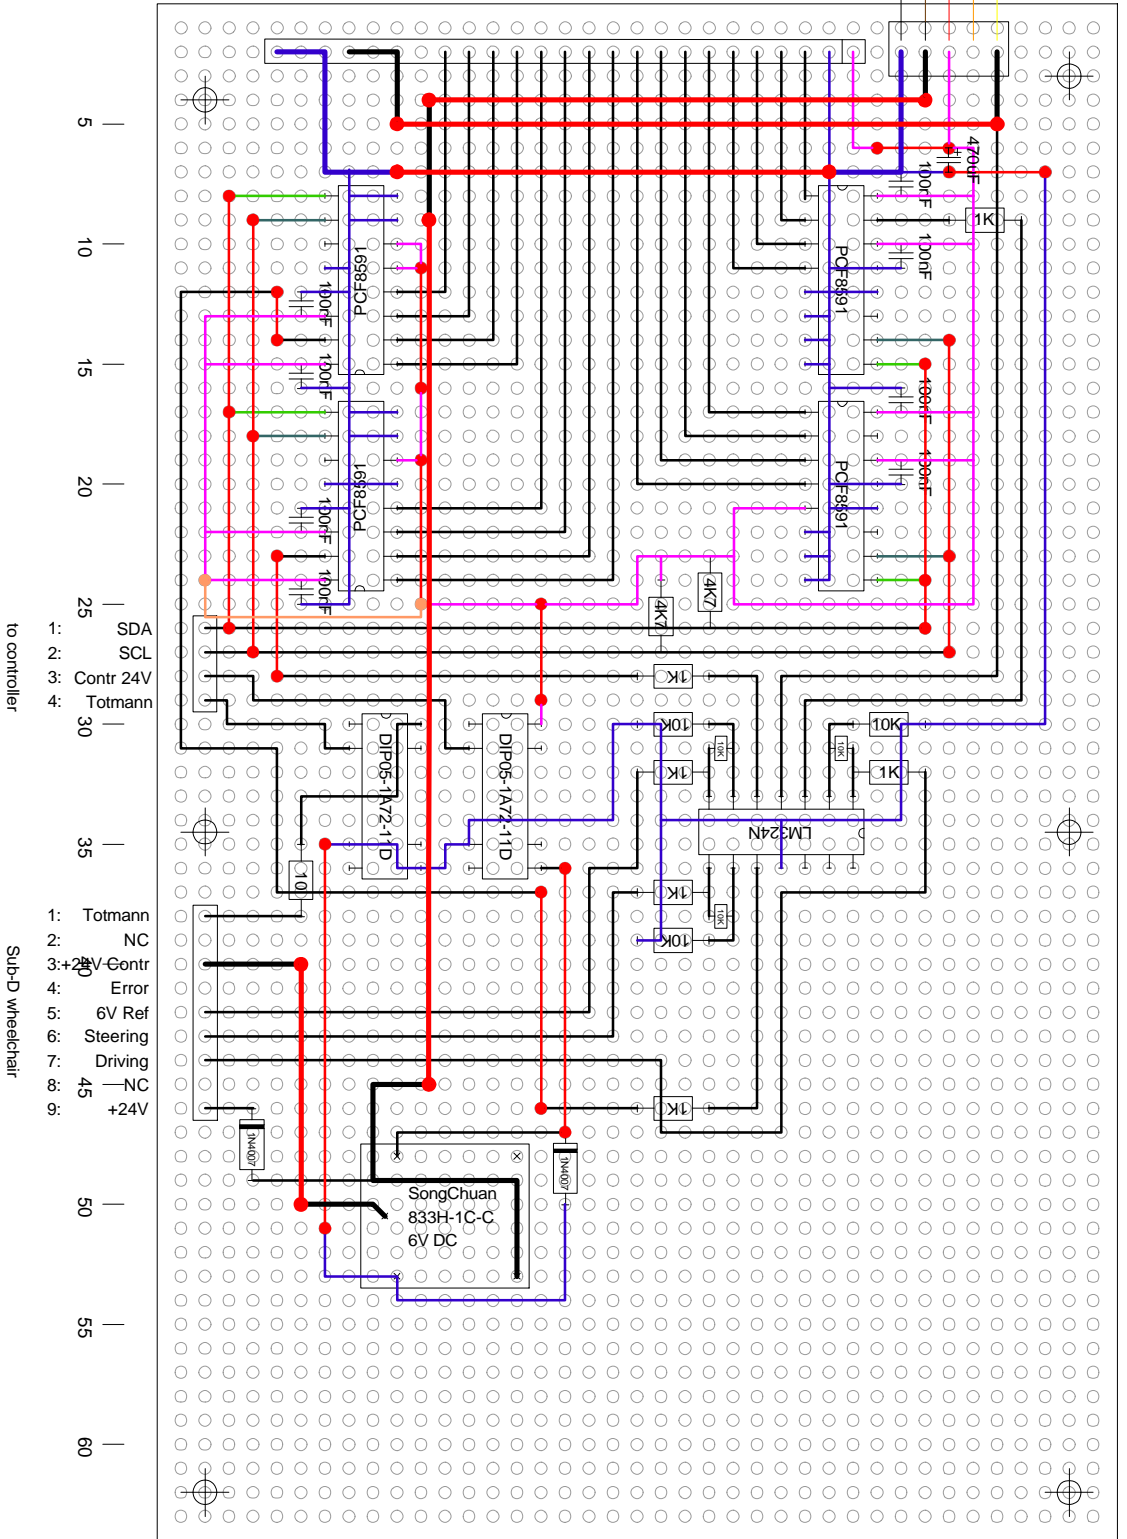 470uF
100nF
1K
5
10
15
20
25
30
35
40
45
50
55
60
100nF
PCF8591
PCF8591
100nF
100nF
100nF
100nF
PCF8591
PCF8591
100nF
100nF
4K7
4K7
to controller
1: SDA
2: SCL
3: Contr 24V
4: Totmann
1K
10K
10K
10K
10K
1K
1K
DIP05-1A72-11D
DIP05-1A72-11D
LM324N
10
1K
10K
10K
Sub-D wheelchair
1: Totmann
2: NC
3:+24V Contr
4: Error
5: 6V Ref
6: Steering
7: Driving
8: NC
9: +24V
1K
1N4007
1N4007
SongChuan
833H-1C-C
6V DC